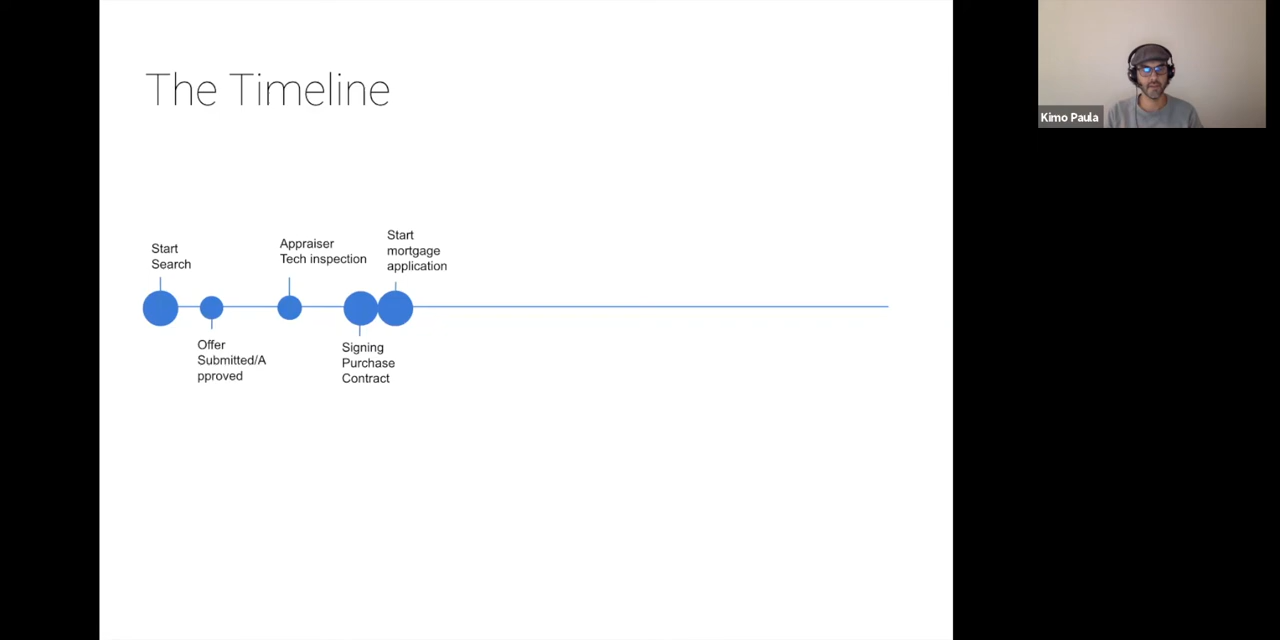 The Timeline
Kimo Paula
Start
Search
Appraiser
Tech inspection
Start
mortgage
application
Offer
Submitted/A
pproved
Signing
Purchase
Contract